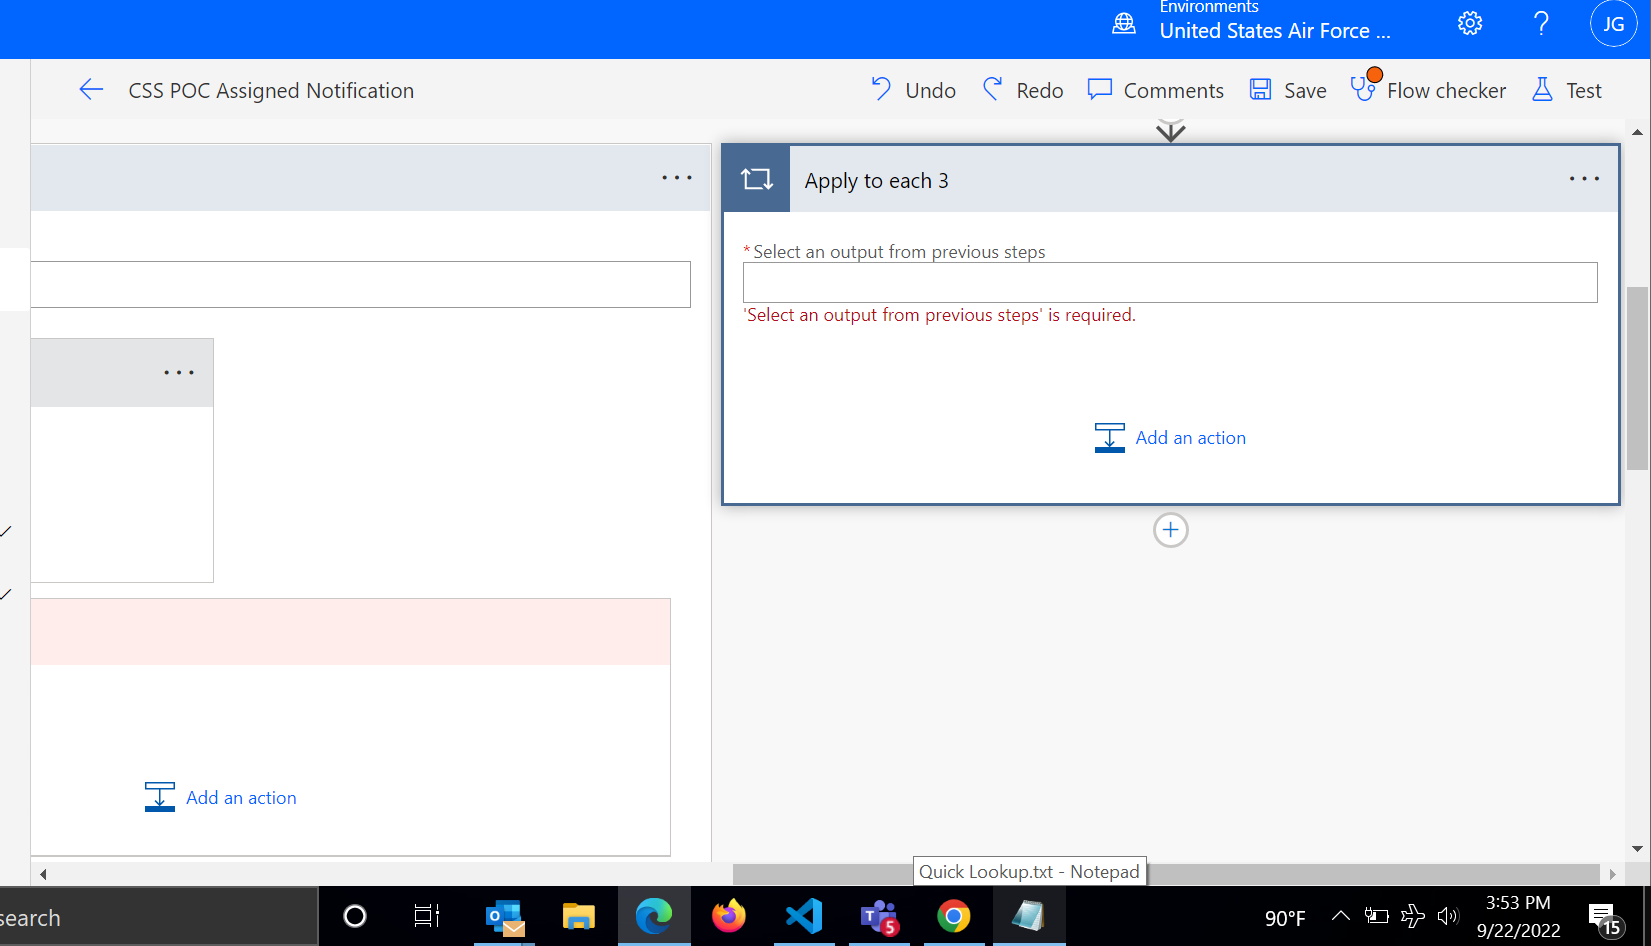 Environments
United States Air Force ...
JG
CSS POC Assigned Notification
Undo
Redo
Comments
Save
Flow checker
Test
Apply to each 3
* Select an output from previous steps
'Select an output from previous steps' is required.
Add an action
Add an action
Quick Lookup.txt - Notepad
search
5
90°F
3:53 PM
9/22/2022
15